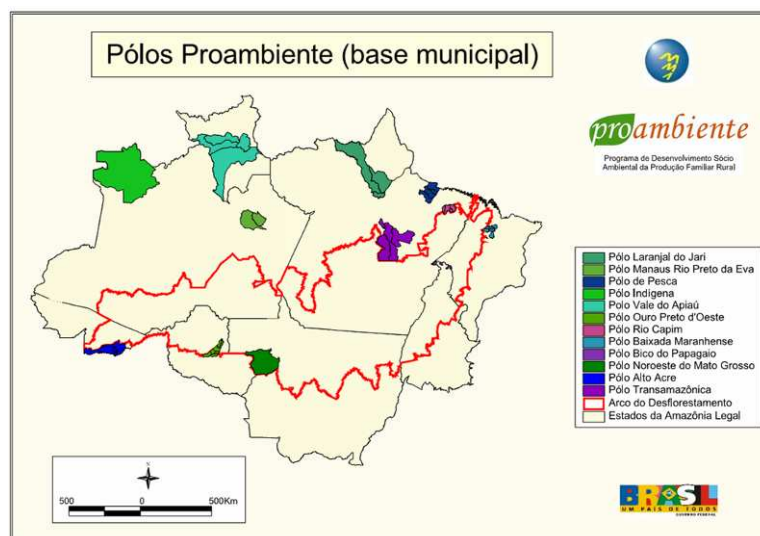 Pólos Proambiente (base municipal)
proambiente
Programa de Desenvolvimento Sócio
Ambiental da Produção Familiar Rural
Pólo Laranjal do Jari
Pólo Manaus Rio Preto da Eva
Pólo de Pesca
Pólo Indígena
Polo Vale do Apiaú
Pólo Ouro Preto d'Oeste
Pólo Rio Capim
Pólo Baixada Maranhense
Pólo Bico do Papagaio
Pólo Noroeste do Mato Grosso
Pólo Alto Acre
Pólo Transamazônica
Arco do Desflorestamento
Estados da Amazônia Legal
500 0 500Km
BRASIL
UM PAÍS DE TODOS
GOVERNO FEDERAL